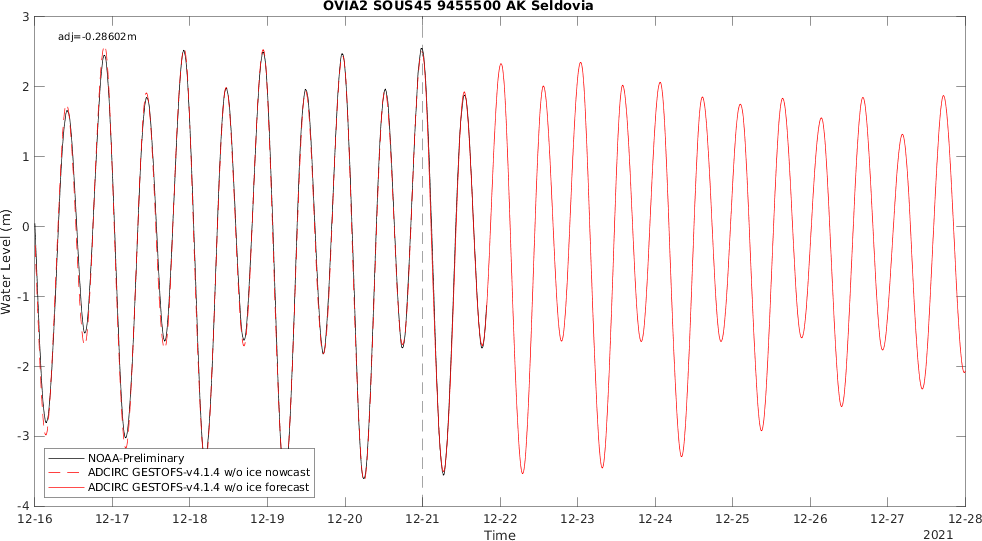 OVIA2 SOUS45 9455500 AK Seldovia
adj=-0.28602m
3
2
1
0
-1
-2
-3
-4
Water Level (m)
NOAA-Preliminary
ADCIRC GESTOFS-v4.1.4 w/o ice nowcast
ADCIRC GESTOFS-v4.1.4 w/o ice forecast
12-16 12-17 12-18 12-19 12-20 12-21 12-22 12-23 12-24 12-25 12-26 12-27 12-28
Time
2021